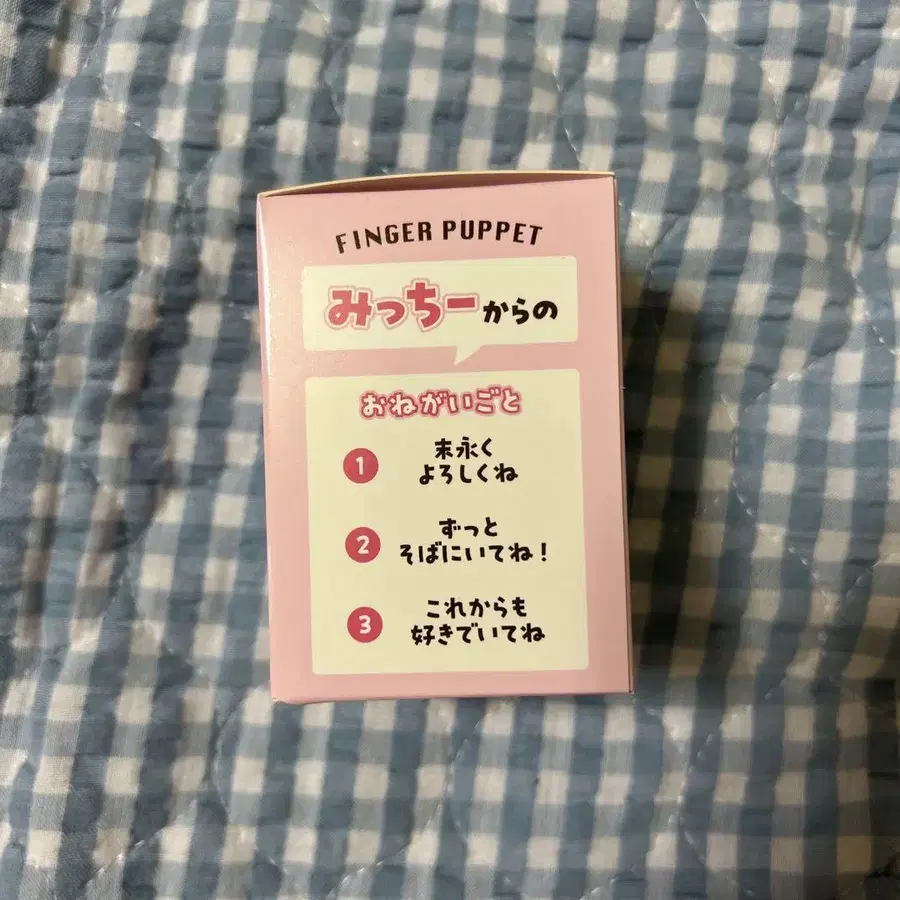 FINGER PUPPET
みっちーからの
おねがいごと
1
末永く
よろしくね
2
ずっと
そばにいてね!
3
これからも
好きでいてね